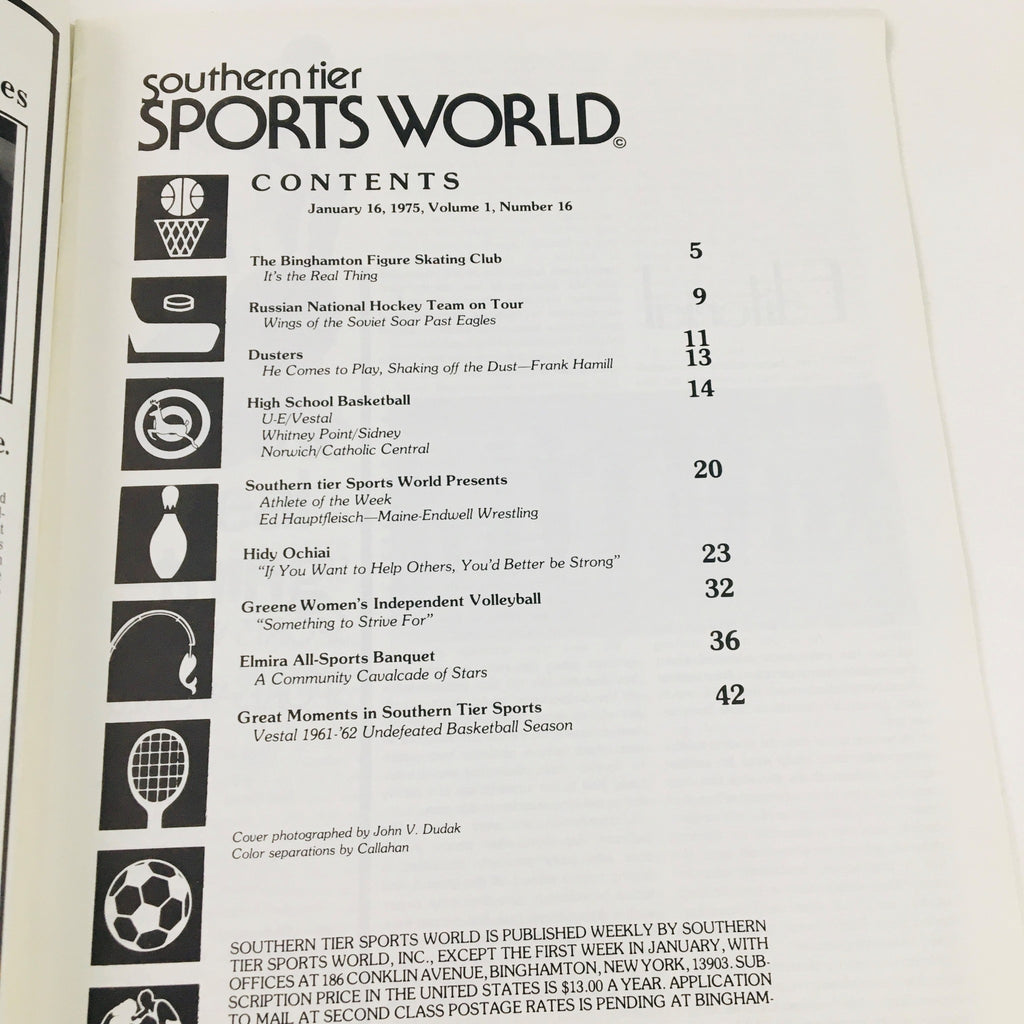 southern tier
SPORTS WORLD©
CONTENTS
January 16, 1975, Volume 1, Number 16
The Binghamton Figure Skating Club 5
It's the Real Thing
Russian National Hockey Team on Tour 9
Wings of the Soviet Soar Past Eagles
Dusters 11
He Comes to Play, Shaking off the Dust—Frank Hamill 13
High School Basketball 14
U-E/Vestal
Whitney Point/Sidney
Norwich/Catholic Central
Southern tier Sports World Presents 20
Athlete of the Week
Ed Hauptfleisch—Maine-Endwell Wrestling
Hidy Ochiai 23
"If You Want to Help Others, You'd Better be Strong"
Greene Women's Independent Volleyball 32
"Something to Strive For"
Elmira All-Sports Banquet 36
A Community Cavalcade of Stars
Great Moments in Southern Tier Sports 42
Vestal 1961-'62 Undefeated Basketball Season
Cover photographed by John V. Dudak
Color separations by Callahan
SOUTHERN TIER SPORTS WORLD IS PUBLISHED WEEKLY BY SOUTHERN
TIER SPORTS WORLD, INC., EXCEPT THE FIRST WEEK IN JANUARY, WITH
OFFICES AT 186 CONKLIN AVENUE, BINGHAMTON, NEW YORK, 13903. SUB-
SCRIPTION PRICE IN THE UNITED STATES IS $13.00 A YEAR. APPLICATION
TO MAIL AT SECOND CLASS POSTAGE RATES IS PENDING AT BINGHAM-